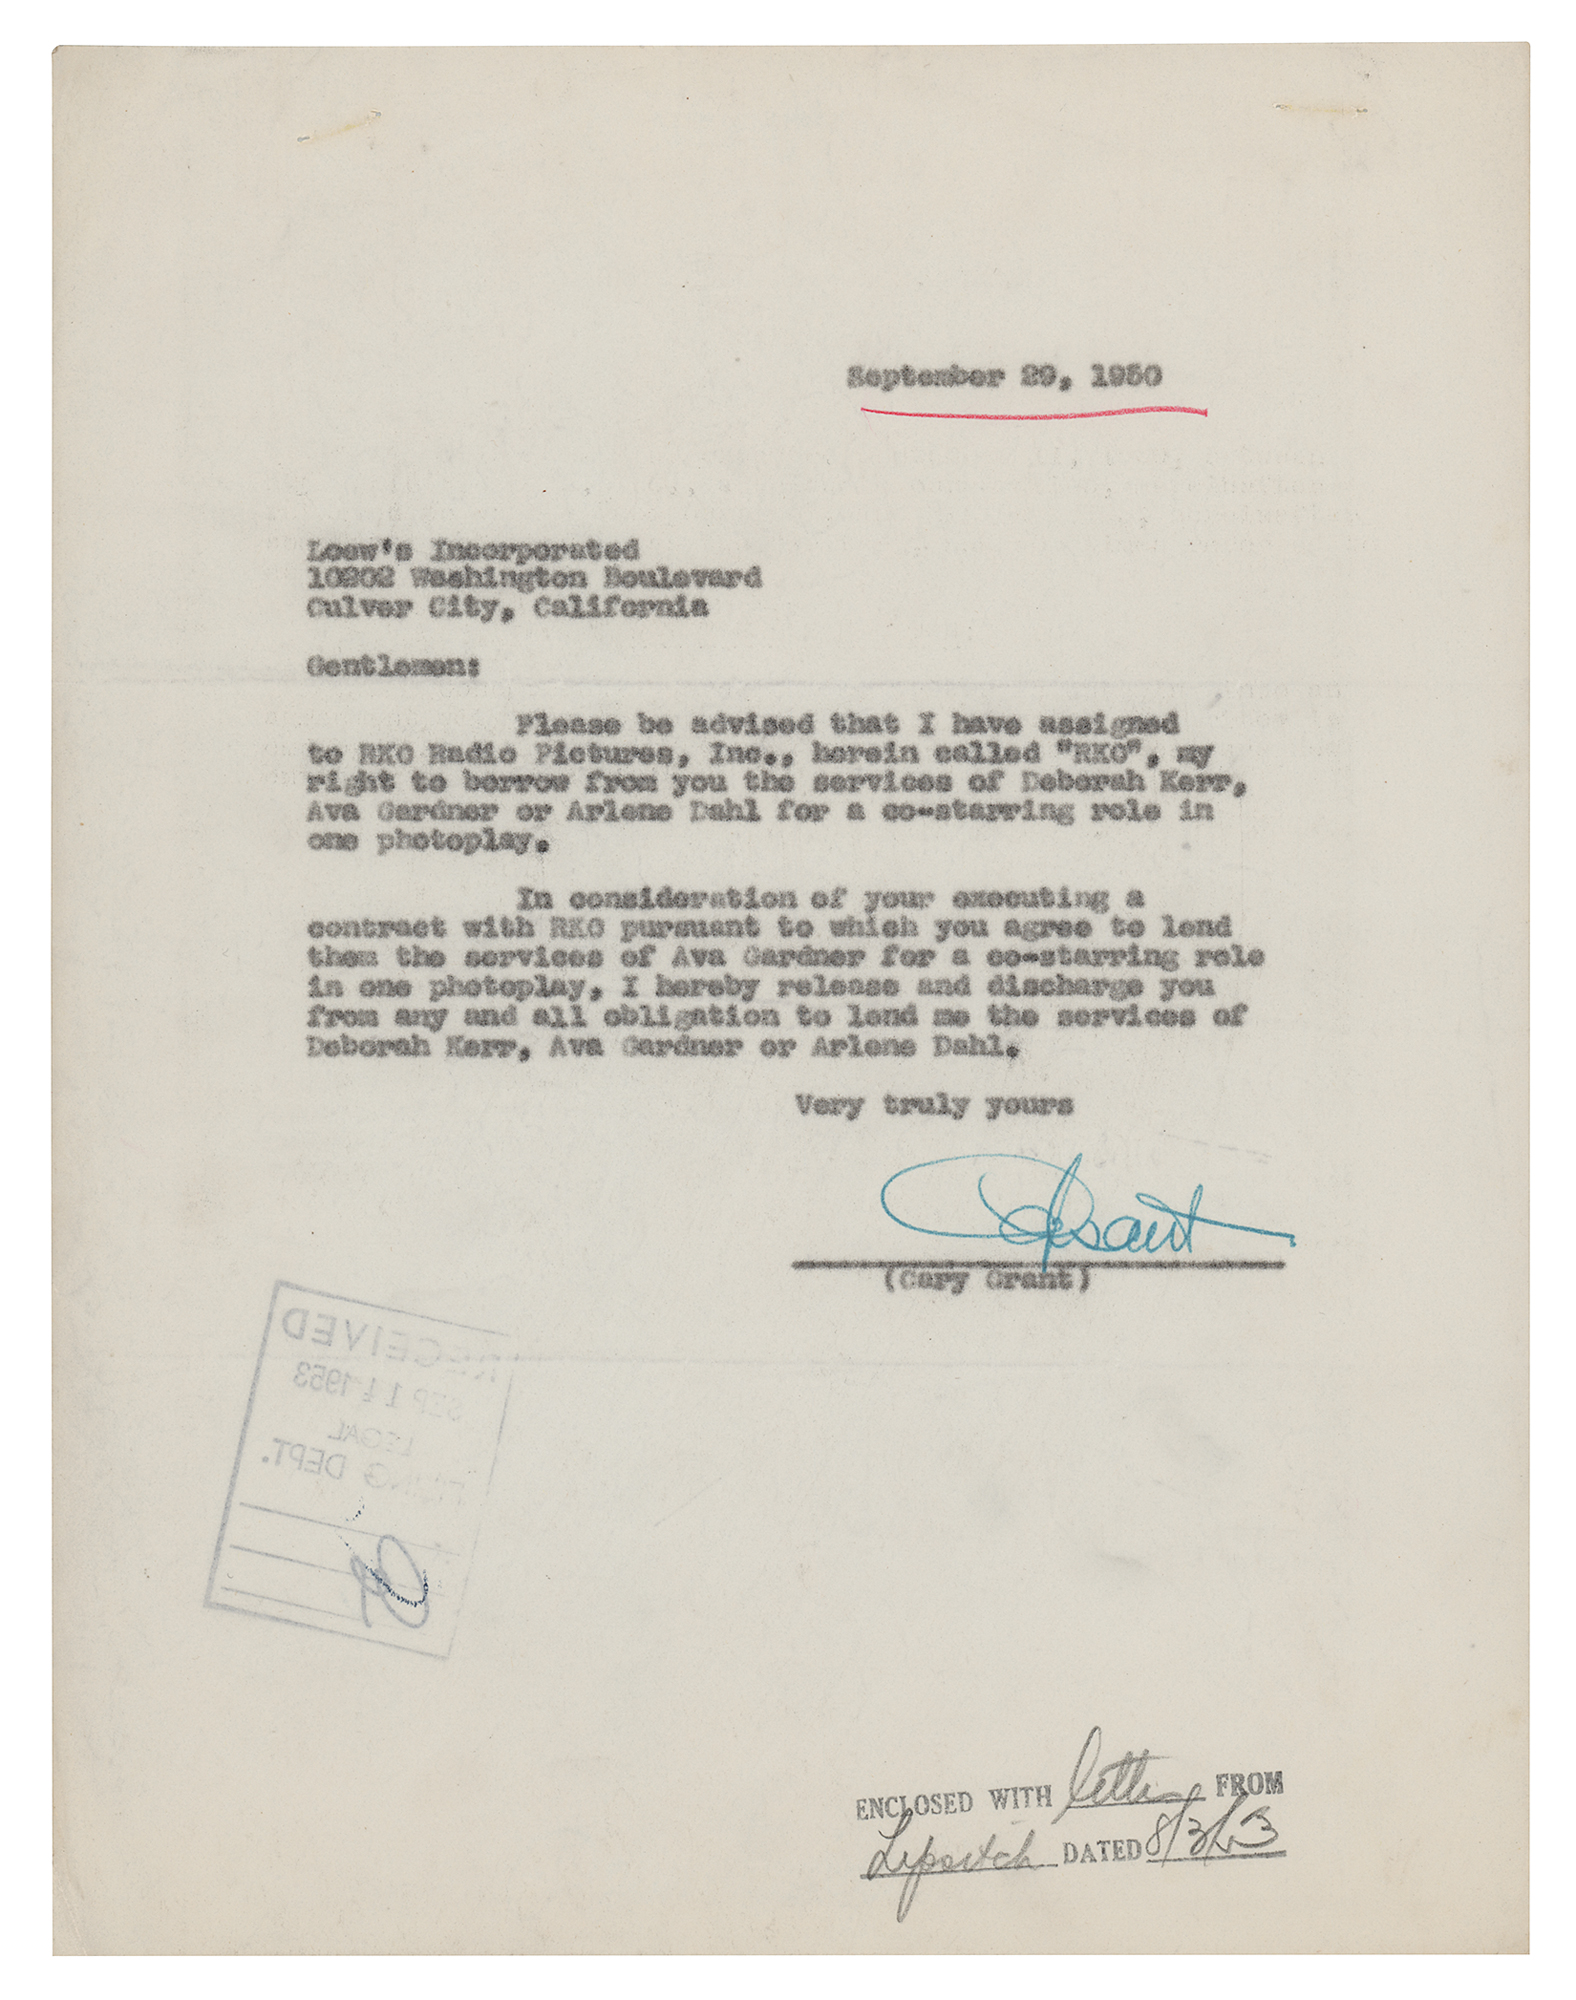 September 29, 1950
Loew's Incorporated
10202 Washington Boulevard
Culver City, California
Gentlemen:
Please be advised that I have assigned
to RKO Radio Pictures, Inc., herein called "RKO", my
right to borrow from you the services of Deborah Kerr,
Ava Gardner or Arlene Dahl for a co-starring role in
one photoplay.
In consideration of your executing a
contract with RKO pursuant to which you agree to lend
them the services of Ava Gardner for a co-starring role
in one photoplay, I hereby release and discharge you
from any and all obligation to lend me the services of
Deborah Kerr, Ava Gardner or Arlene Dahl.
Very truly yours
(Cary Grant)
RECEIVED
SEP 11 1953
LEGAL
FILING DEPT.
ENCLOSED WITH letter FROM
DATED 8/3/53